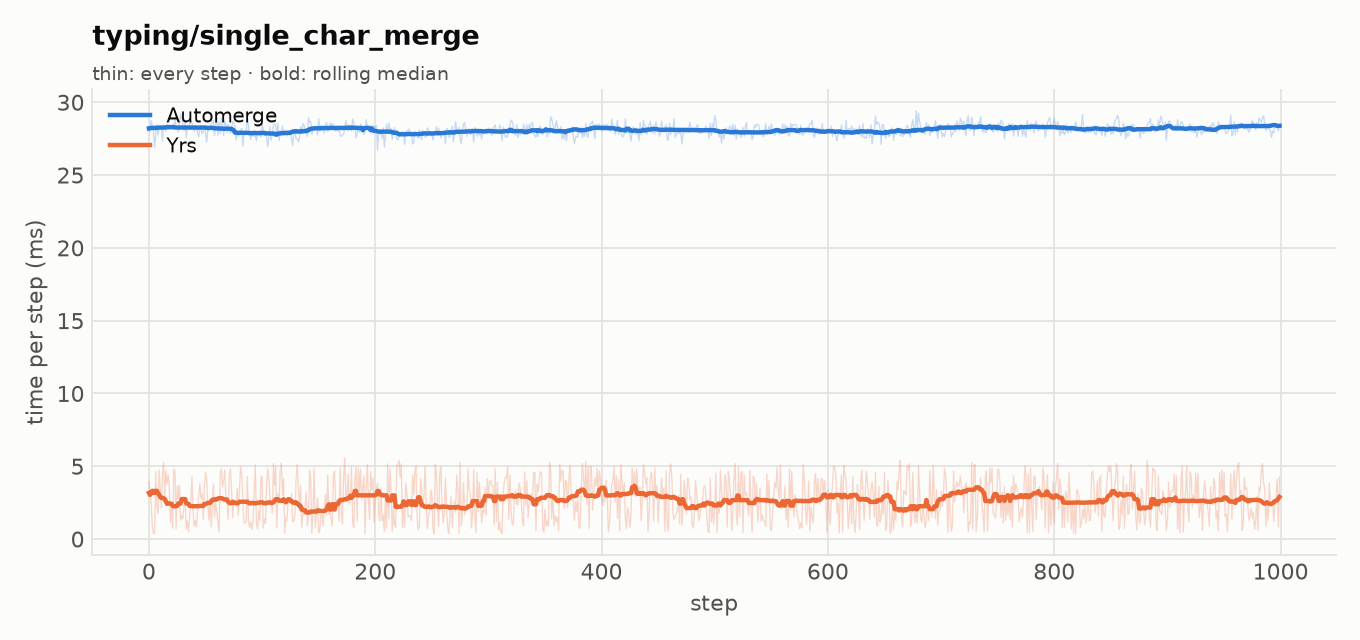 typing/single_char_merge
thin: every step · bold: rolling median
Automerge
Yrs
time per step (ms)
30
25
20
15
10
5
0
0 200 400 600 800 1000
step